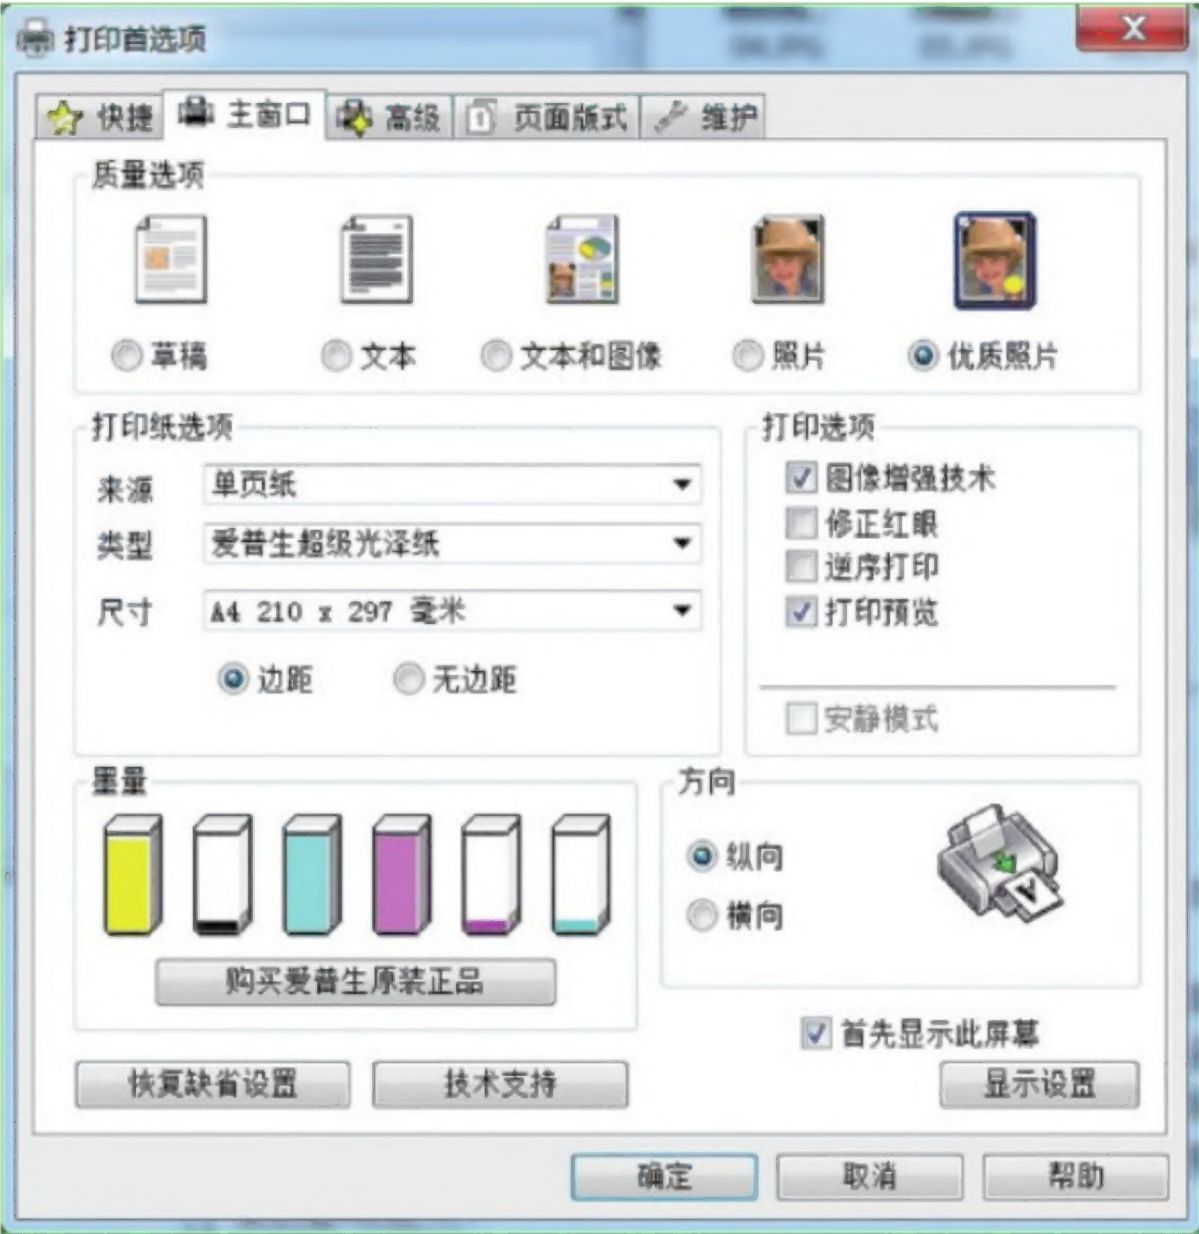 打印首选项
快捷 主窗口 高级 页面版式 维护
质量选项
草稿 文本 文本和图像 照片 优质照片
打印纸选项
来源 单页纸
类型 爱普生超级光泽纸
尺寸 A4 210 x 297 毫米
边距 无边距
打印选项
图像增强技术
修正红眼
逆序打印
打印预览
安静模式
墨量
购买爱普生原装正品
方向
纵向
横向
首先显示此屏幕
恢复缺省设置 技术支持 显示设置
确定 取消 帮助